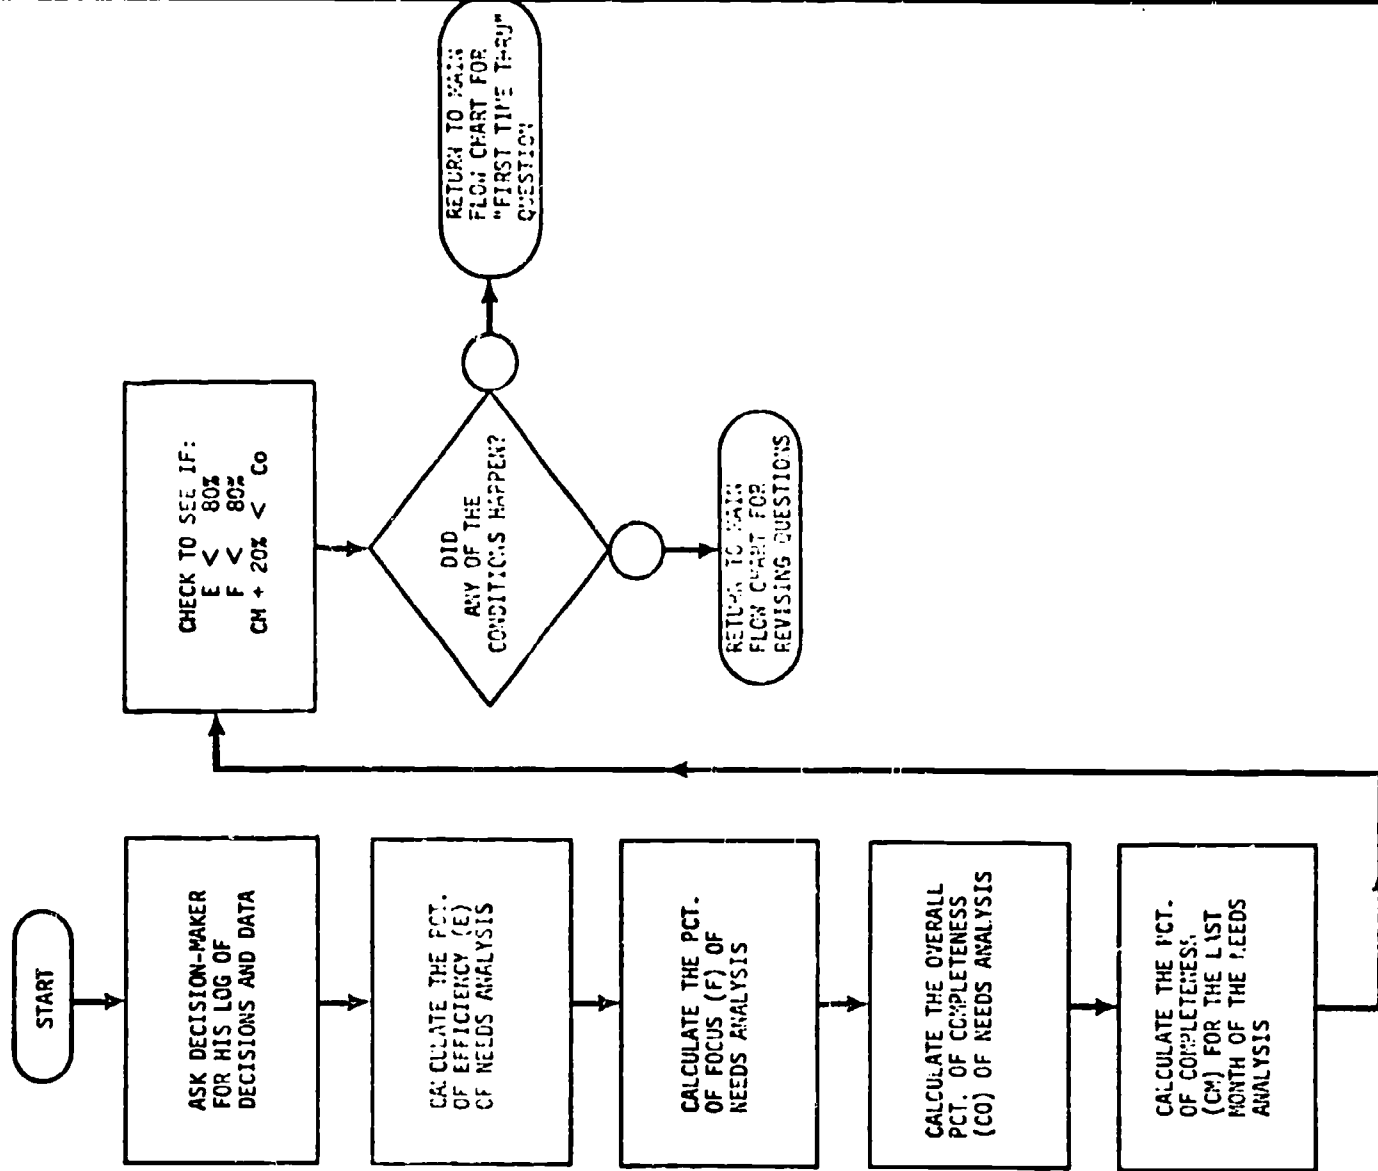 START
ASK DECISION-MAKER
FOR HIS LOG OF
DECISIONS AND DATA
CALCULATE THE PCT.
OF EFFICIENCY (E)
OF NEEDS ANALYSIS
CALCULATE THE PCT.
OF FOCUS (F) OF
NEEDS ANALYSIS
CALCULATE THE OVERALL
PCT. OF COMPLETENESS
(CO) OF NEEDS ANALYSIS
CALCULATE THE PCT.
OF COMPLETENESS
(CM) FOR THE LAST
MONTH OF THE NEEDS
ANALYSIS
CHECK TO SEE IF:
E < 80%
F < 80%
CM + 20% < Co
DID
ANY OF THE
CONDITIONS HAPPEN?
RETURN TO MAIN
FLOW CHART FOR
REVISING QUESTIONS
RETURN TO MAIN
FLOW CHART FOR
"FIRST TIME THRU"
QUESTION